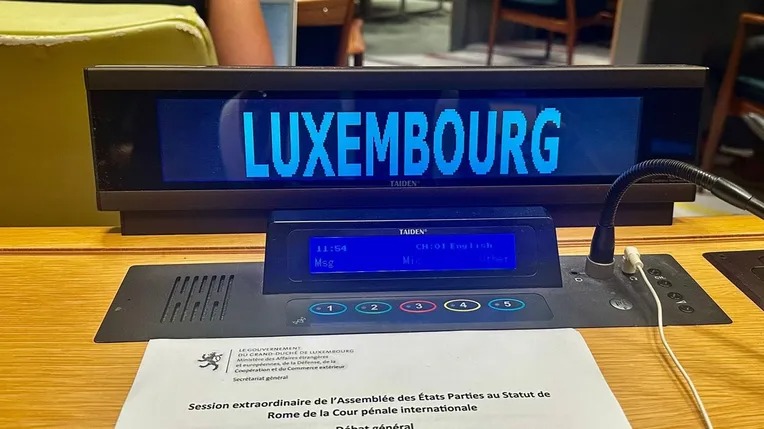 LUXEMBOURG
TAIDEN
TAIDEN
11:54 CH:01 English
Msg Mic
1 2 3 4 5
LE GOUVERNEMENT
DU GRAND-DUCHÉ DE LUXEMBOURG
Ministère des Affaires étrangères
et européennes, de la Défense, de la
Coopération et du Commerce extérieur
Secrétariat général
Session extraordinaire de l'Assemblée des États Parties au Statut de
Rome de la Cour pénale internationale
Débat général